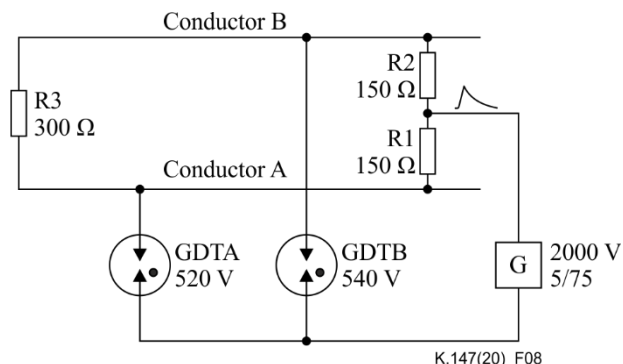 Conductor B
R2
150 Ω
R3
300 Ω
R1
150 Ω
Conductor A
GDTA
520 V
GDTB
540 V
G
2000 V
5/75
K.147(20)_F08